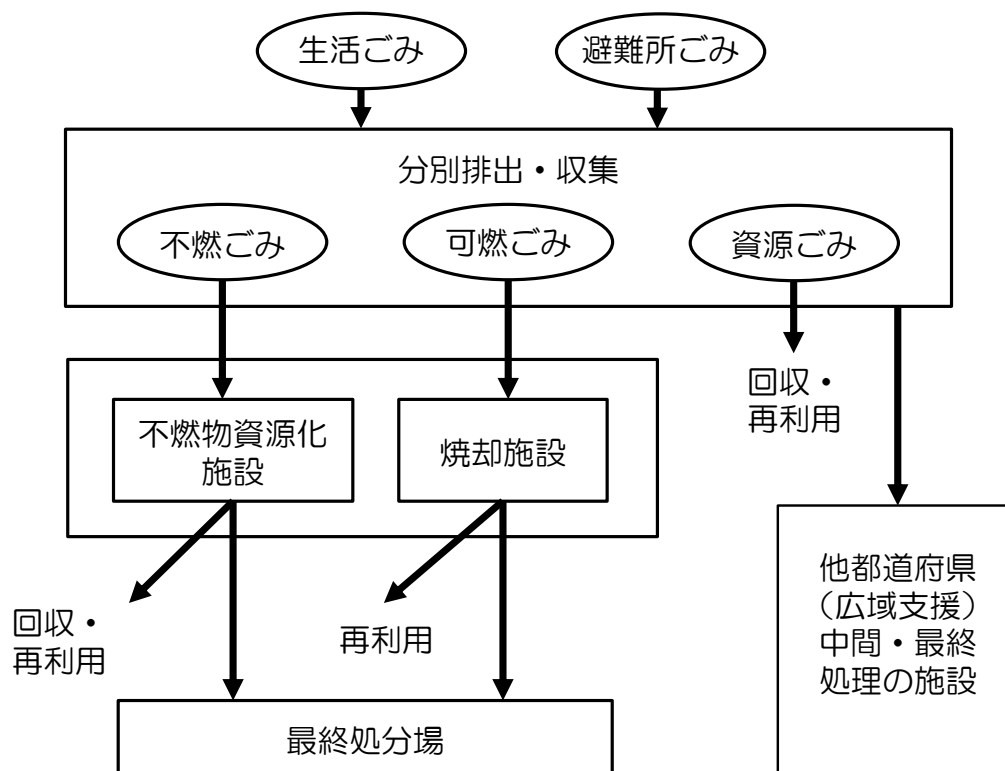 生活ごみ
避難所ごみ
分別排出・収集
不燃ごみ
可燃ごみ
資源ごみ
回収・
再利用
不燃物資源化
施設
焼却施設
他都道府県
（広域支援）
中間・最終
処理の施設
回収・
再利用
再利用
最終処分場